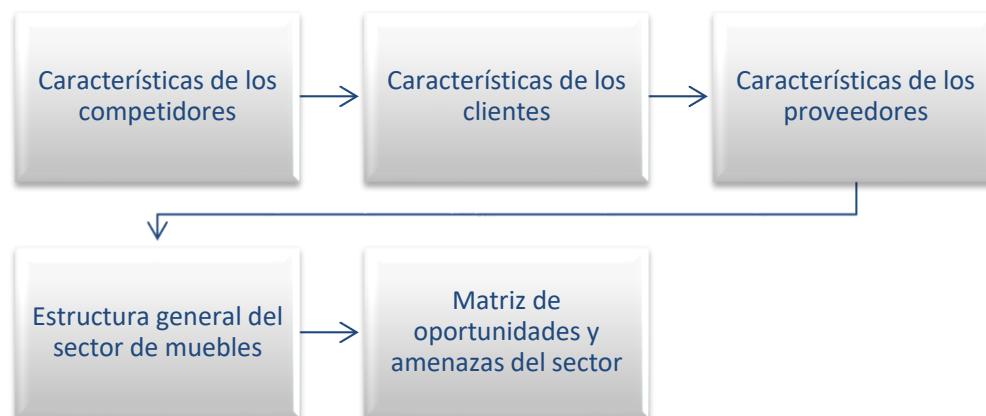 Características de los
competidores
Características de los
clientes
Características de los
proveedores
Estructura general del
sector de muebles
Matriz de
oportunidades y
amenazas del sector